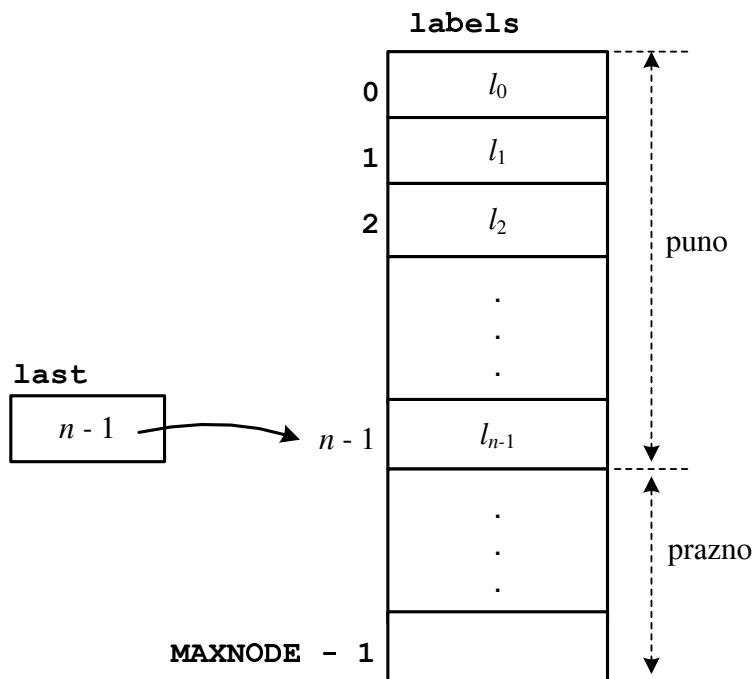 labels
0 l0
1 l1
2 l2
.
.
.
puno
last
n - 1
n - 1 ln-1
.
.
.
prazno
MAXNODE - 1